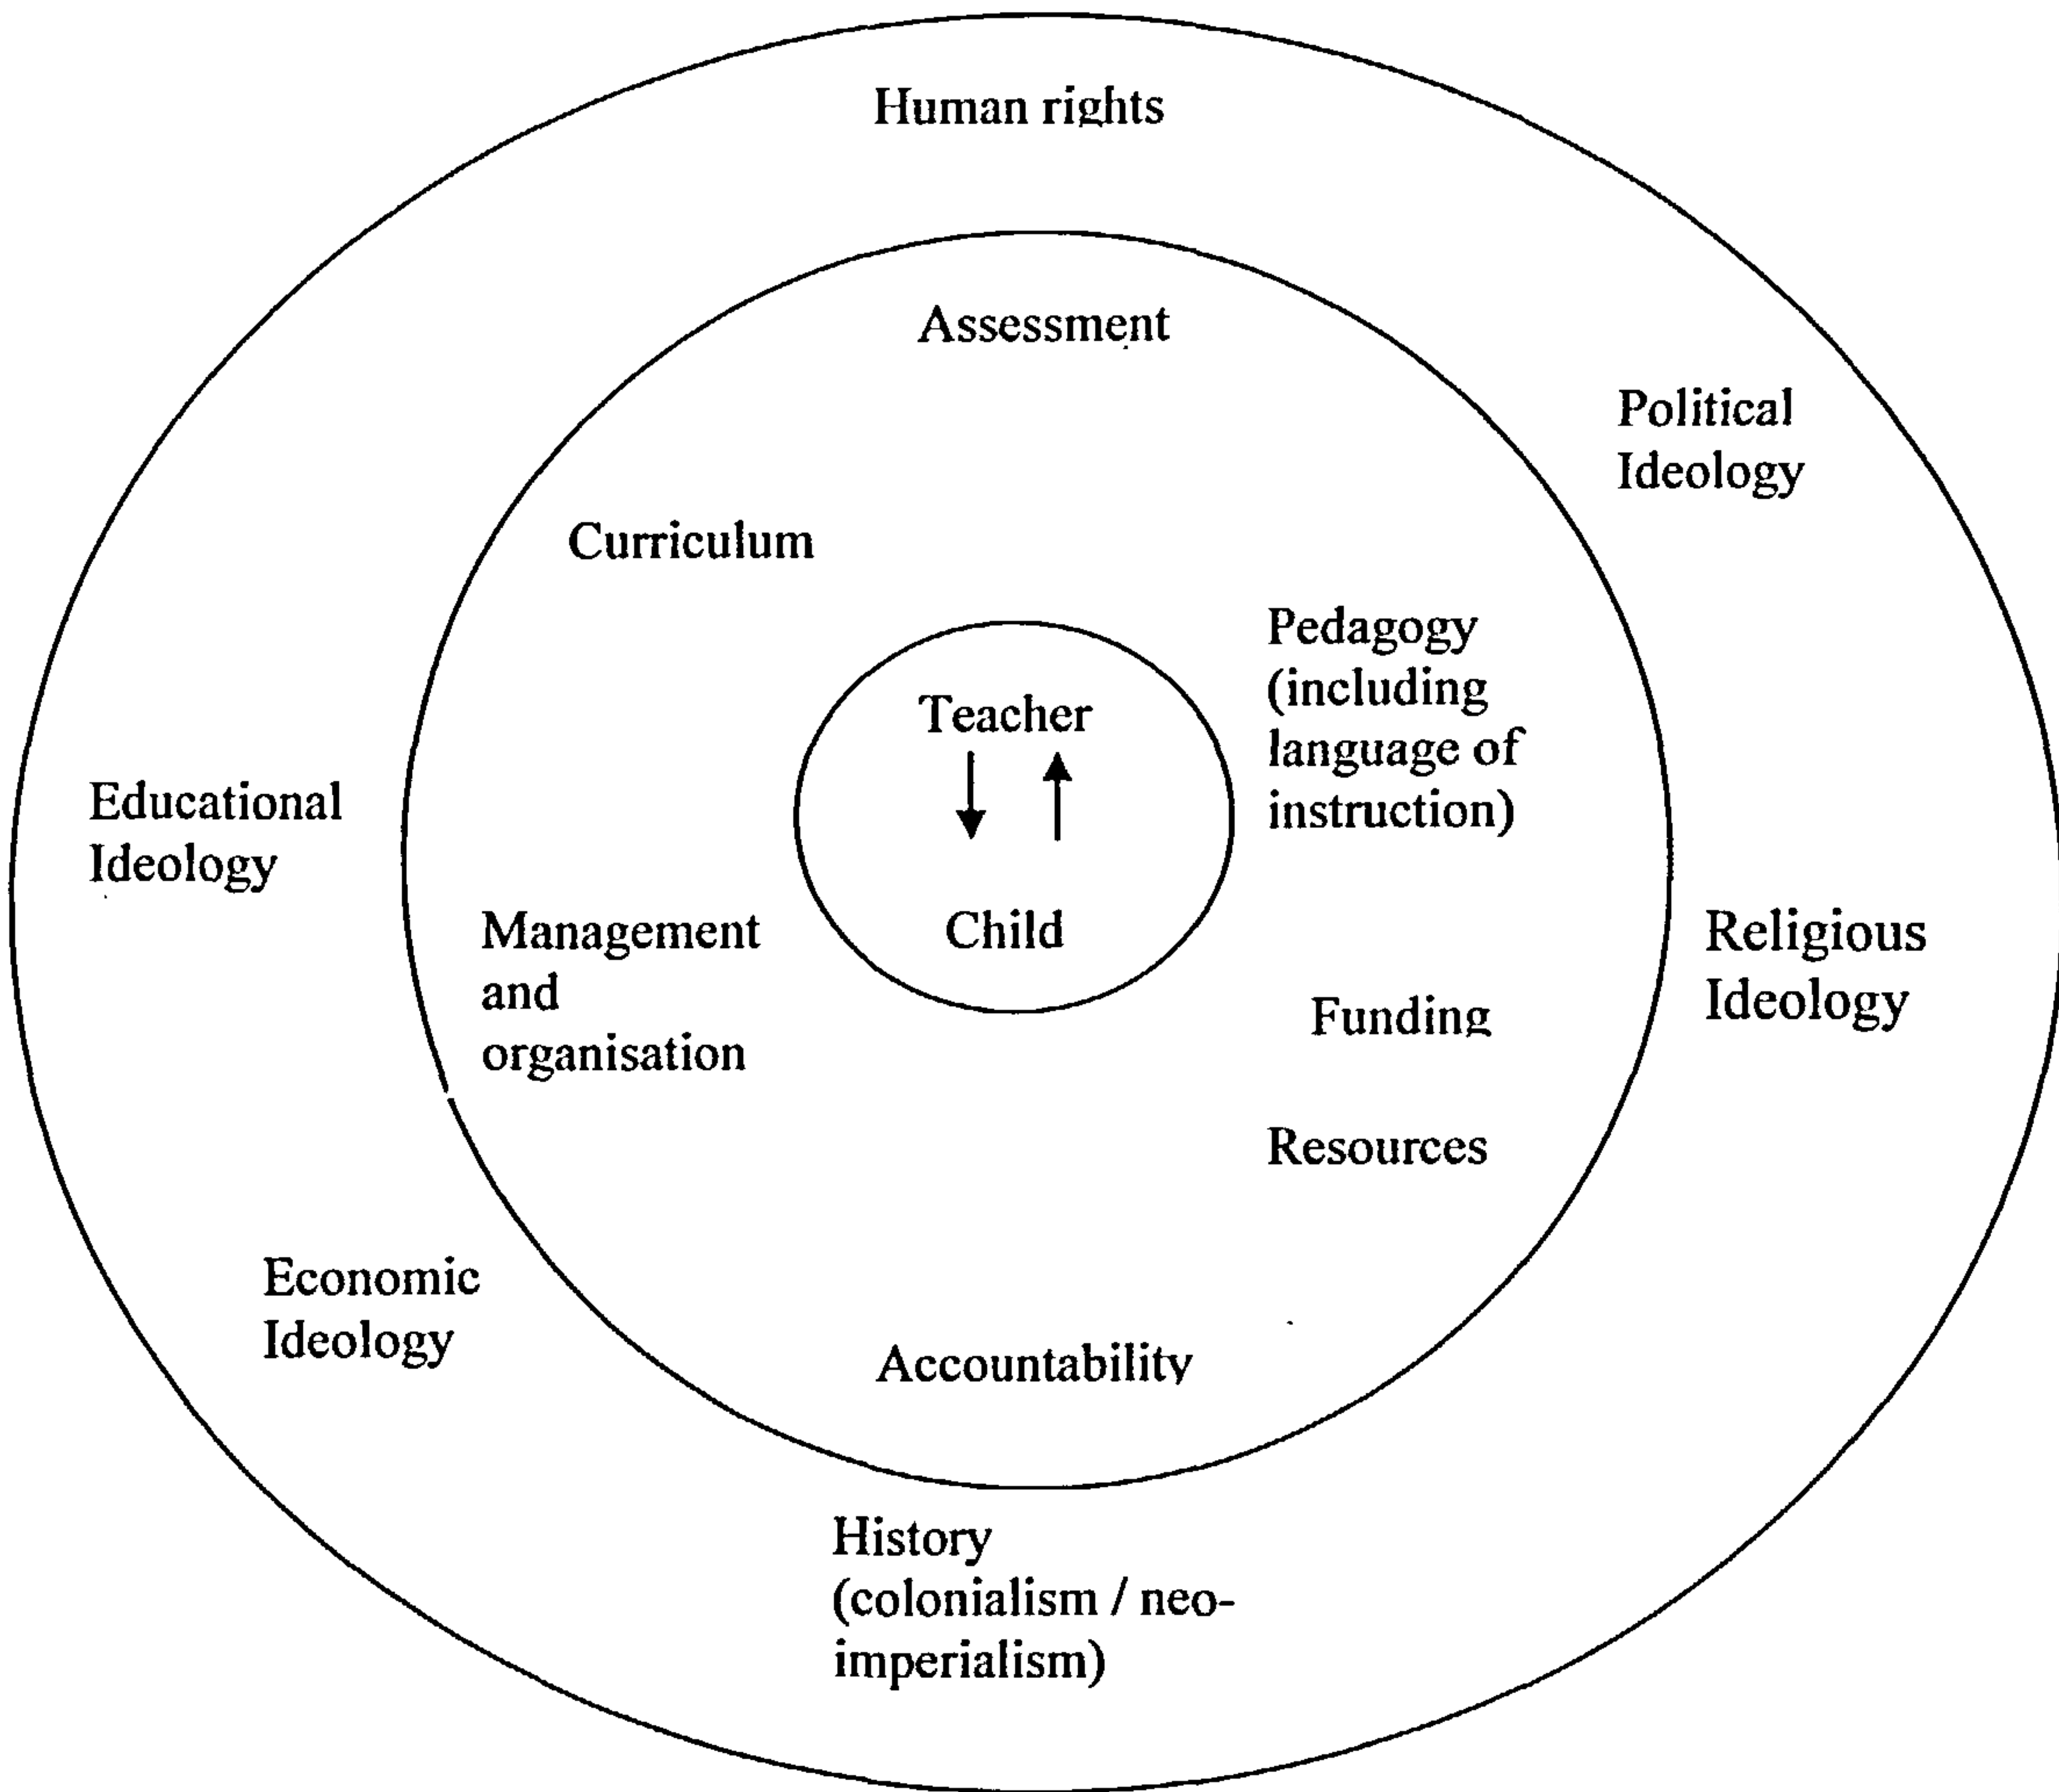 Human rights
Assessment
Political
Ideology
Curriculum
Pedagogy
(including
language of
instruction)
Teacher
Educational
Ideology
Management
and
organisation
Child
Religious
Ideology
Funding
Resources
Economic
Ideology
Accountability
History
(colonialism / neo-
imperialism)